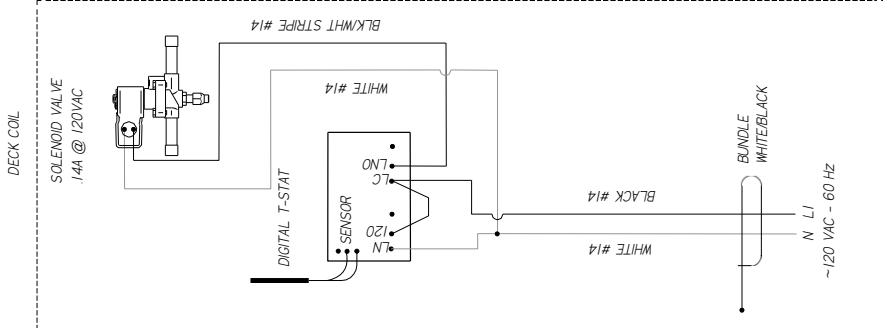 DECK COIL
SOLENOID VALVE
.14A @ 120VAC
BLK/WHT STRIPE #14
WHITE #14
DIGITAL T-STAT
SENSOR
LNO
LC
120
LN
BLACK #14
WHITE #14
BUNDLE
WHITE/BLACK
N L1
~120 VAC - 60 Hz